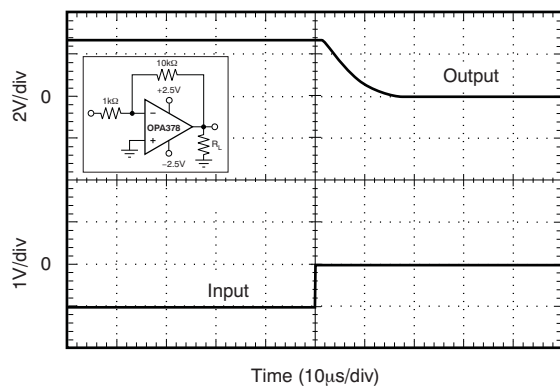 2V/div
0
10kΩ
+2.5V
1kΩ
−
OPA378
+
R_L
−2.5V
Output
1V/div
0
Input
Time (10μs/div)